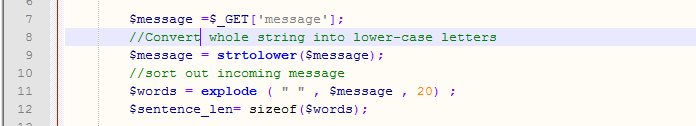 7 $message =$_GET['message'];
8 //Convert whole string into lower-case letters
9 $message = strtolower($message);
10 //sort out incoming message
11 $words = explode ( " " , $message , 20) ;
12 $sentence_len= sizeof($words);